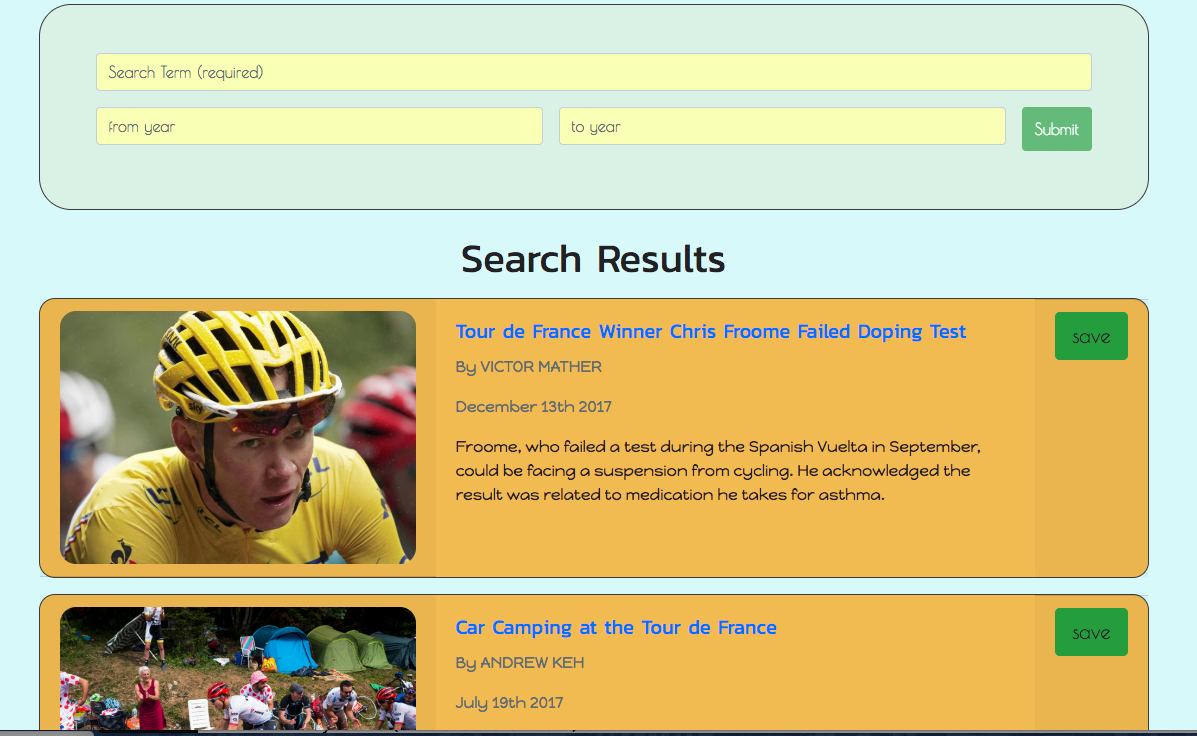 Search Term (required)
from year
to year
Submit
Search Results
Tour de France Winner Chris Froome Failed Doping Test
save
By VICTOR MATHER
December 13th 2017
Froome, who failed a test during the Spanish Vuelta in September,
could be facing a suspension from cycling. He acknowledged the
result was related to medication he takes for asthma.
Car Camping at the Tour de France
save
By ANDREW KEH
July 19th 2017